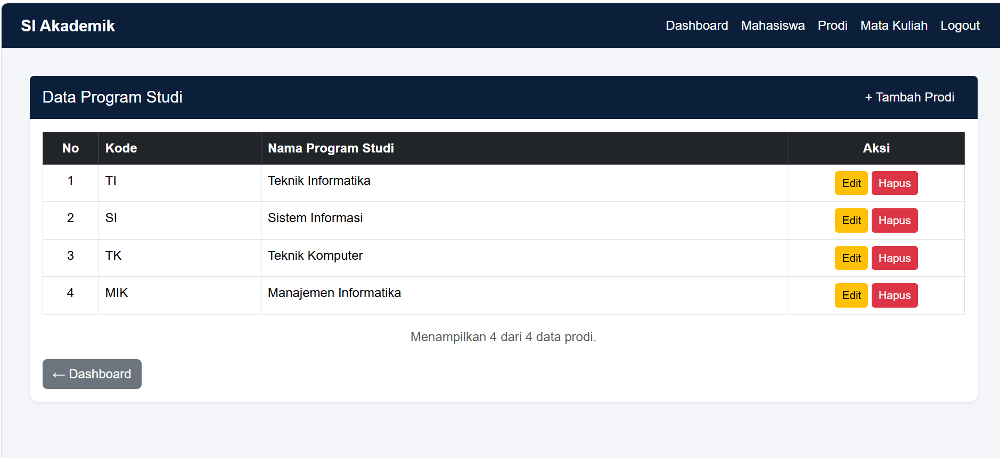 SI Akademik Dashboard Mahasiswa Prodi Mata Kuliah Logout
Data Program Studi + Tambah Prodi
No Kode Nama Program Studi Aksi
1 TI Teknik Informatika Edit Hapus
2 SI Sistem Informasi Edit Hapus
3 TK Teknik Komputer Edit Hapus
4 MIK Manajemen Informatika Edit Hapus
Menampilkan 4 dari 4 data prodi.
← Dashboard